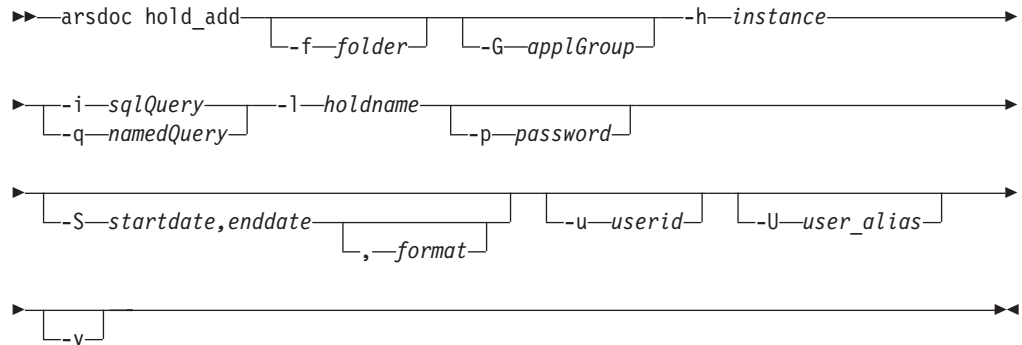 ►►—arsdoc hold_add -h—instance ►
-f—folder -G—applGroup
► -i—sqlQuery -l—holdname ►
-q—namedQuery -p—password
► ►
-S—startdate,enddate -u—userid -U—user_alias
,—format
► ►◄
-v